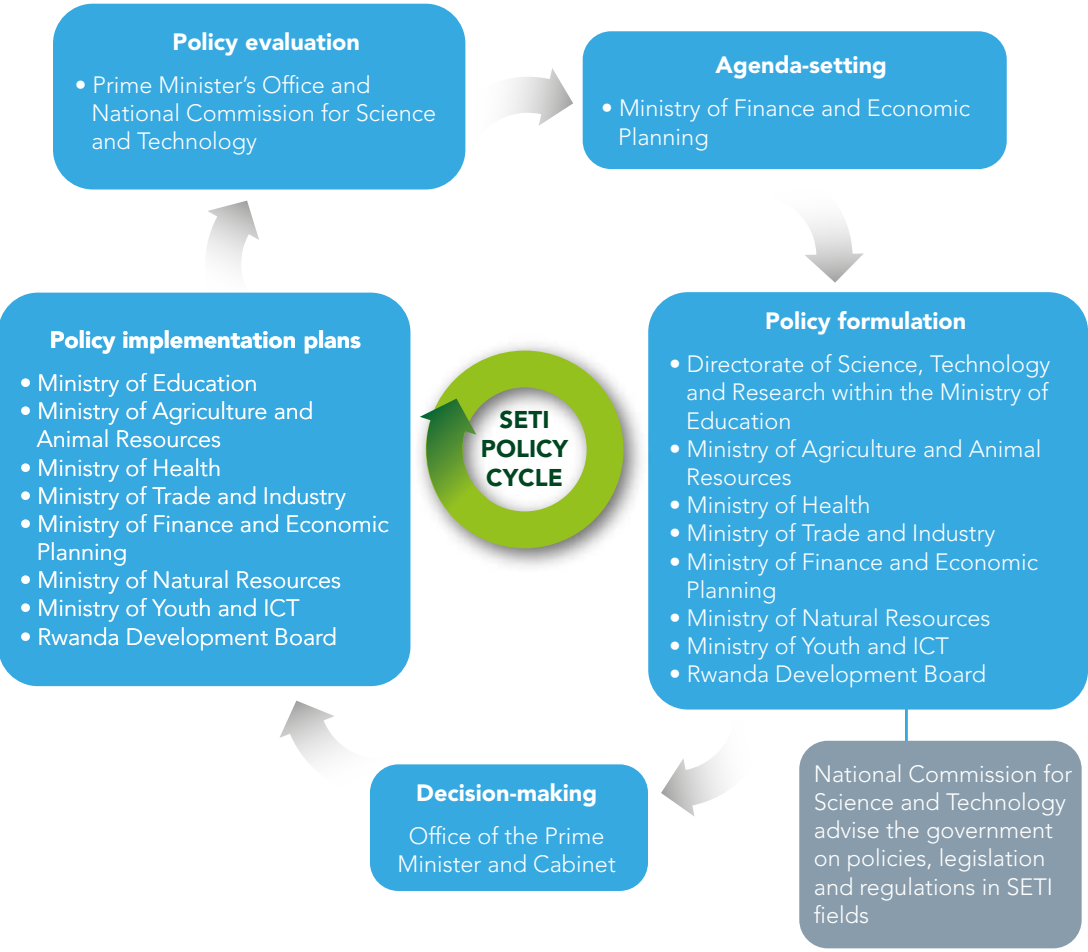 Policy evaluation
• Prime Minister's Office and
National Commission for Science
and Technology
Agenda-setting
• Ministry of Finance and Economic
Planning
Policy formulation
• Directorate of Science, Technology
and Research within the Ministry of
Education
• Ministry of Agriculture and Animal
Resources
• Ministry of Health
• Ministry of Trade and Industry
• Ministry of Finance and Economic
Planning
• Ministry of Natural Resources
• Ministry of Youth and ICT
• Rwanda Development Board
National Commission for
Science and Technology
advise the government
on policies, legislation
and regulations in SETI
fields
Decision-making
Office of the Prime
Minister and Cabinet
Policy implementation plans
• Ministry of Education
• Ministry of Agriculture and
Animal Resources
• Ministry of Health
• Ministry of Trade and Industry
• Ministry of Finance and Economic
Planning
• Ministry of Natural Resources
• Ministry of Youth and ICT
• Rwanda Development Board
SETI
POLICY
CYCLE